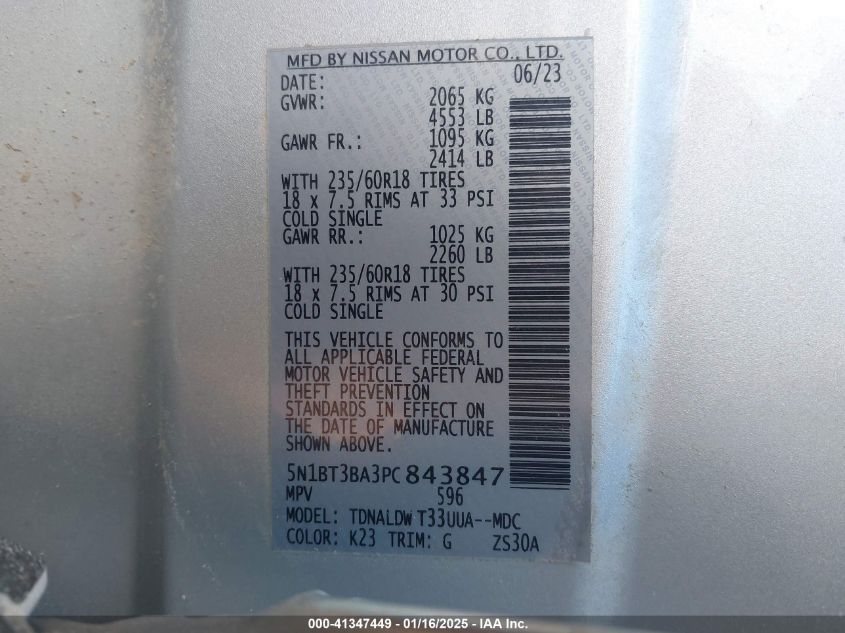 MFD BY NISSAN MOTOR CO., LTD.
DATE: 06/23
GVWR: 2065 KG
4553 LB
GAWR FR.: 1095 KG
2414 LB
WITH 235/60R18 TIRES
18 x 7.5 RIMS AT 33 PSI
COLD SINGLE
GAWR RR.: 1025 KG
2260 LB
WITH 235/60R18 TIRES
18 x 7.5 RIMS AT 30 PSI
COLD SINGLE
THIS VEHICLE CONFORMS TO
ALL APPLICABLE FEDERAL
MOTOR VEHICLE SAFETY AND
THEFT PREVENTION
STANDARDS IN EFFECT ON
THE DATE OF MANUFACTURE
SHOWN ABOVE.
5N1BT3BA3PC843847
MPV 596
MODEL: TDNALDW T33UUA--MDC
COLOR: K23 TRIM: G ZS30A
000-41347449 - 01/16/2025 - IAA Inc.